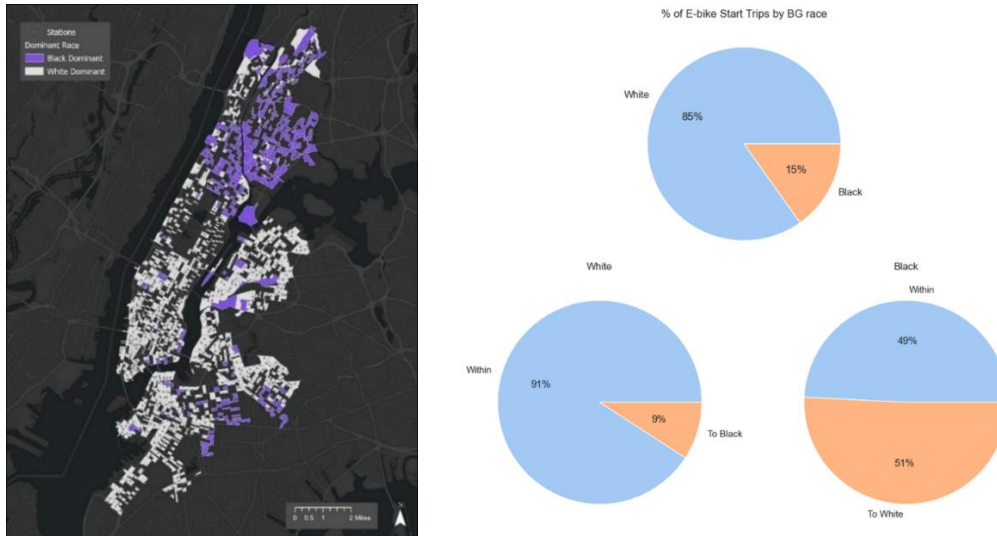 Stations
Dominant Race
Black Dominant
White Dominant
N
0 0.5 1 2 Miles
% of E-bike Start Trips by BG race
White
85%
15%
Black
White
Within
91%
9%
To Black
Black
Within
49%
51%
To White